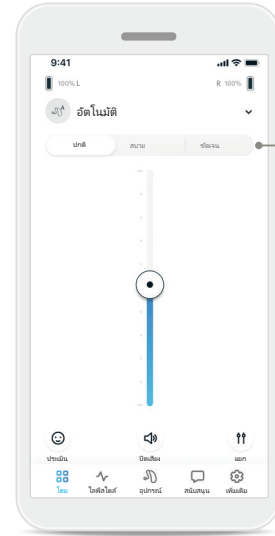 9:41
100% L R 100%
A อัตโนมัติ
ปกติ สบาย ชัดเจน
ประเมิน ปิดเสียง แยก
โฮม ไลฟ์สไตล์ อุปกรณ์ สนับสนุน เพิ่มเติม